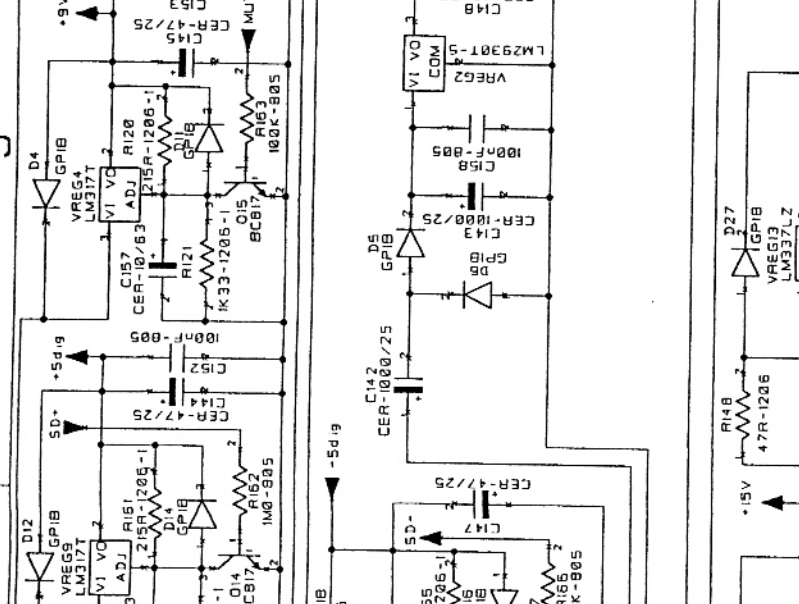 +9V
C153
CER-47/25
C145
MU
D4
GP1B
R120
215R-1206-1
D11
GP1B
R163
100K-805
VREG4
LM317T
VI VO
ADJ
Q15
BC817
C157
CER-10/63
R121
1K33-1206-1
+5dig
100nF-805
C152
C144
CER-47/25
SD+
D12
GP1B
R161
215R-1206-1
D14
GP1B
R162
1M0-805
VREG9
LM317T
VI VO
ADJ
Q14
C148
VI VO
COM
LM2930T-5
VREG2
100nF-805
C158
CER-1000/25
C143
D5
GP1B
GP1B
D6
C142
CER-1000/25
-5dig
CER-47/25
C147
SD-
K-805
D27
GP1B
VREG13
LM337LZ
R148
47R-1206
+15V